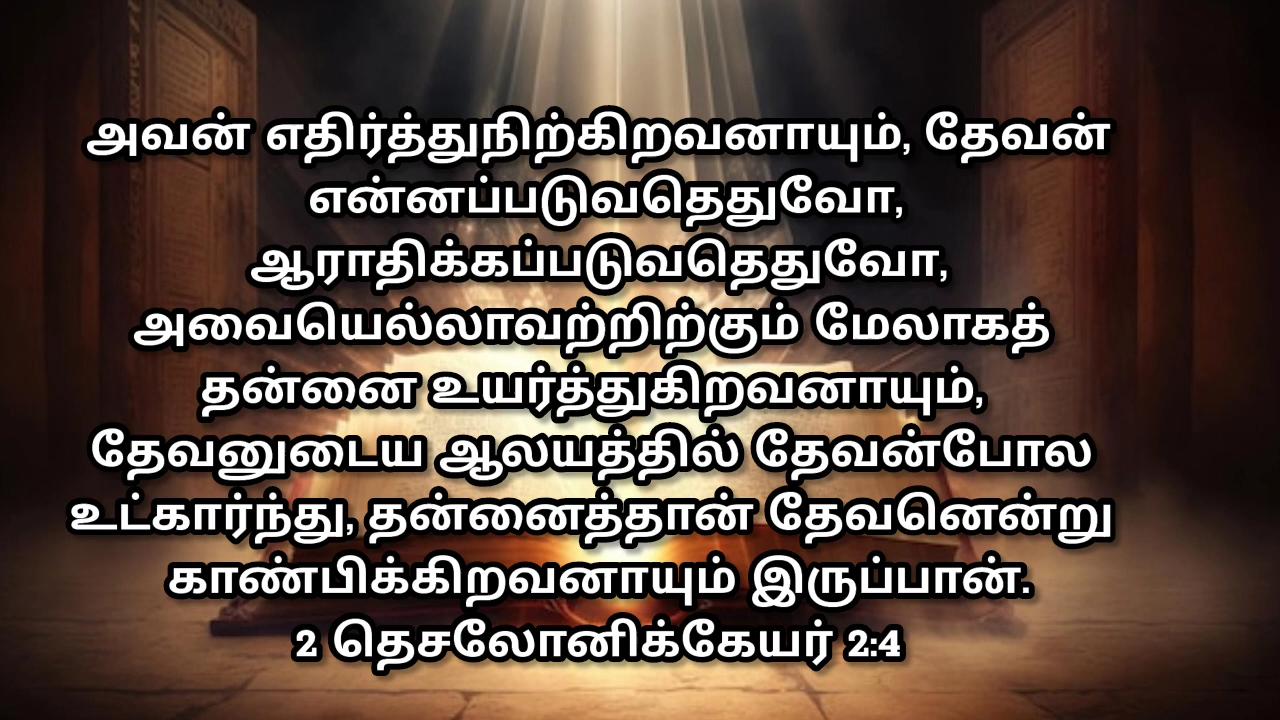 அவன் எதிர்த்துநிற்கிறவனாயும், தேவன்
என்னப்படுவதெதுவோ,
ஆராதிக்கப்படுவதெதுவோ,
அவையெல்லாவற்றிற்கும் மேலாகத்
தன்னை உயர்த்துகிறவனாயும்,
தேவனுடைய ஆலயத்தில் தேவன்போல
உட்கார்ந்து, தன்னைத்தான் தேவனென்று
காண்பிக்கிறவனாயும் இருப்பான்.
2 தெசலோனிக்கேயர் 2:4